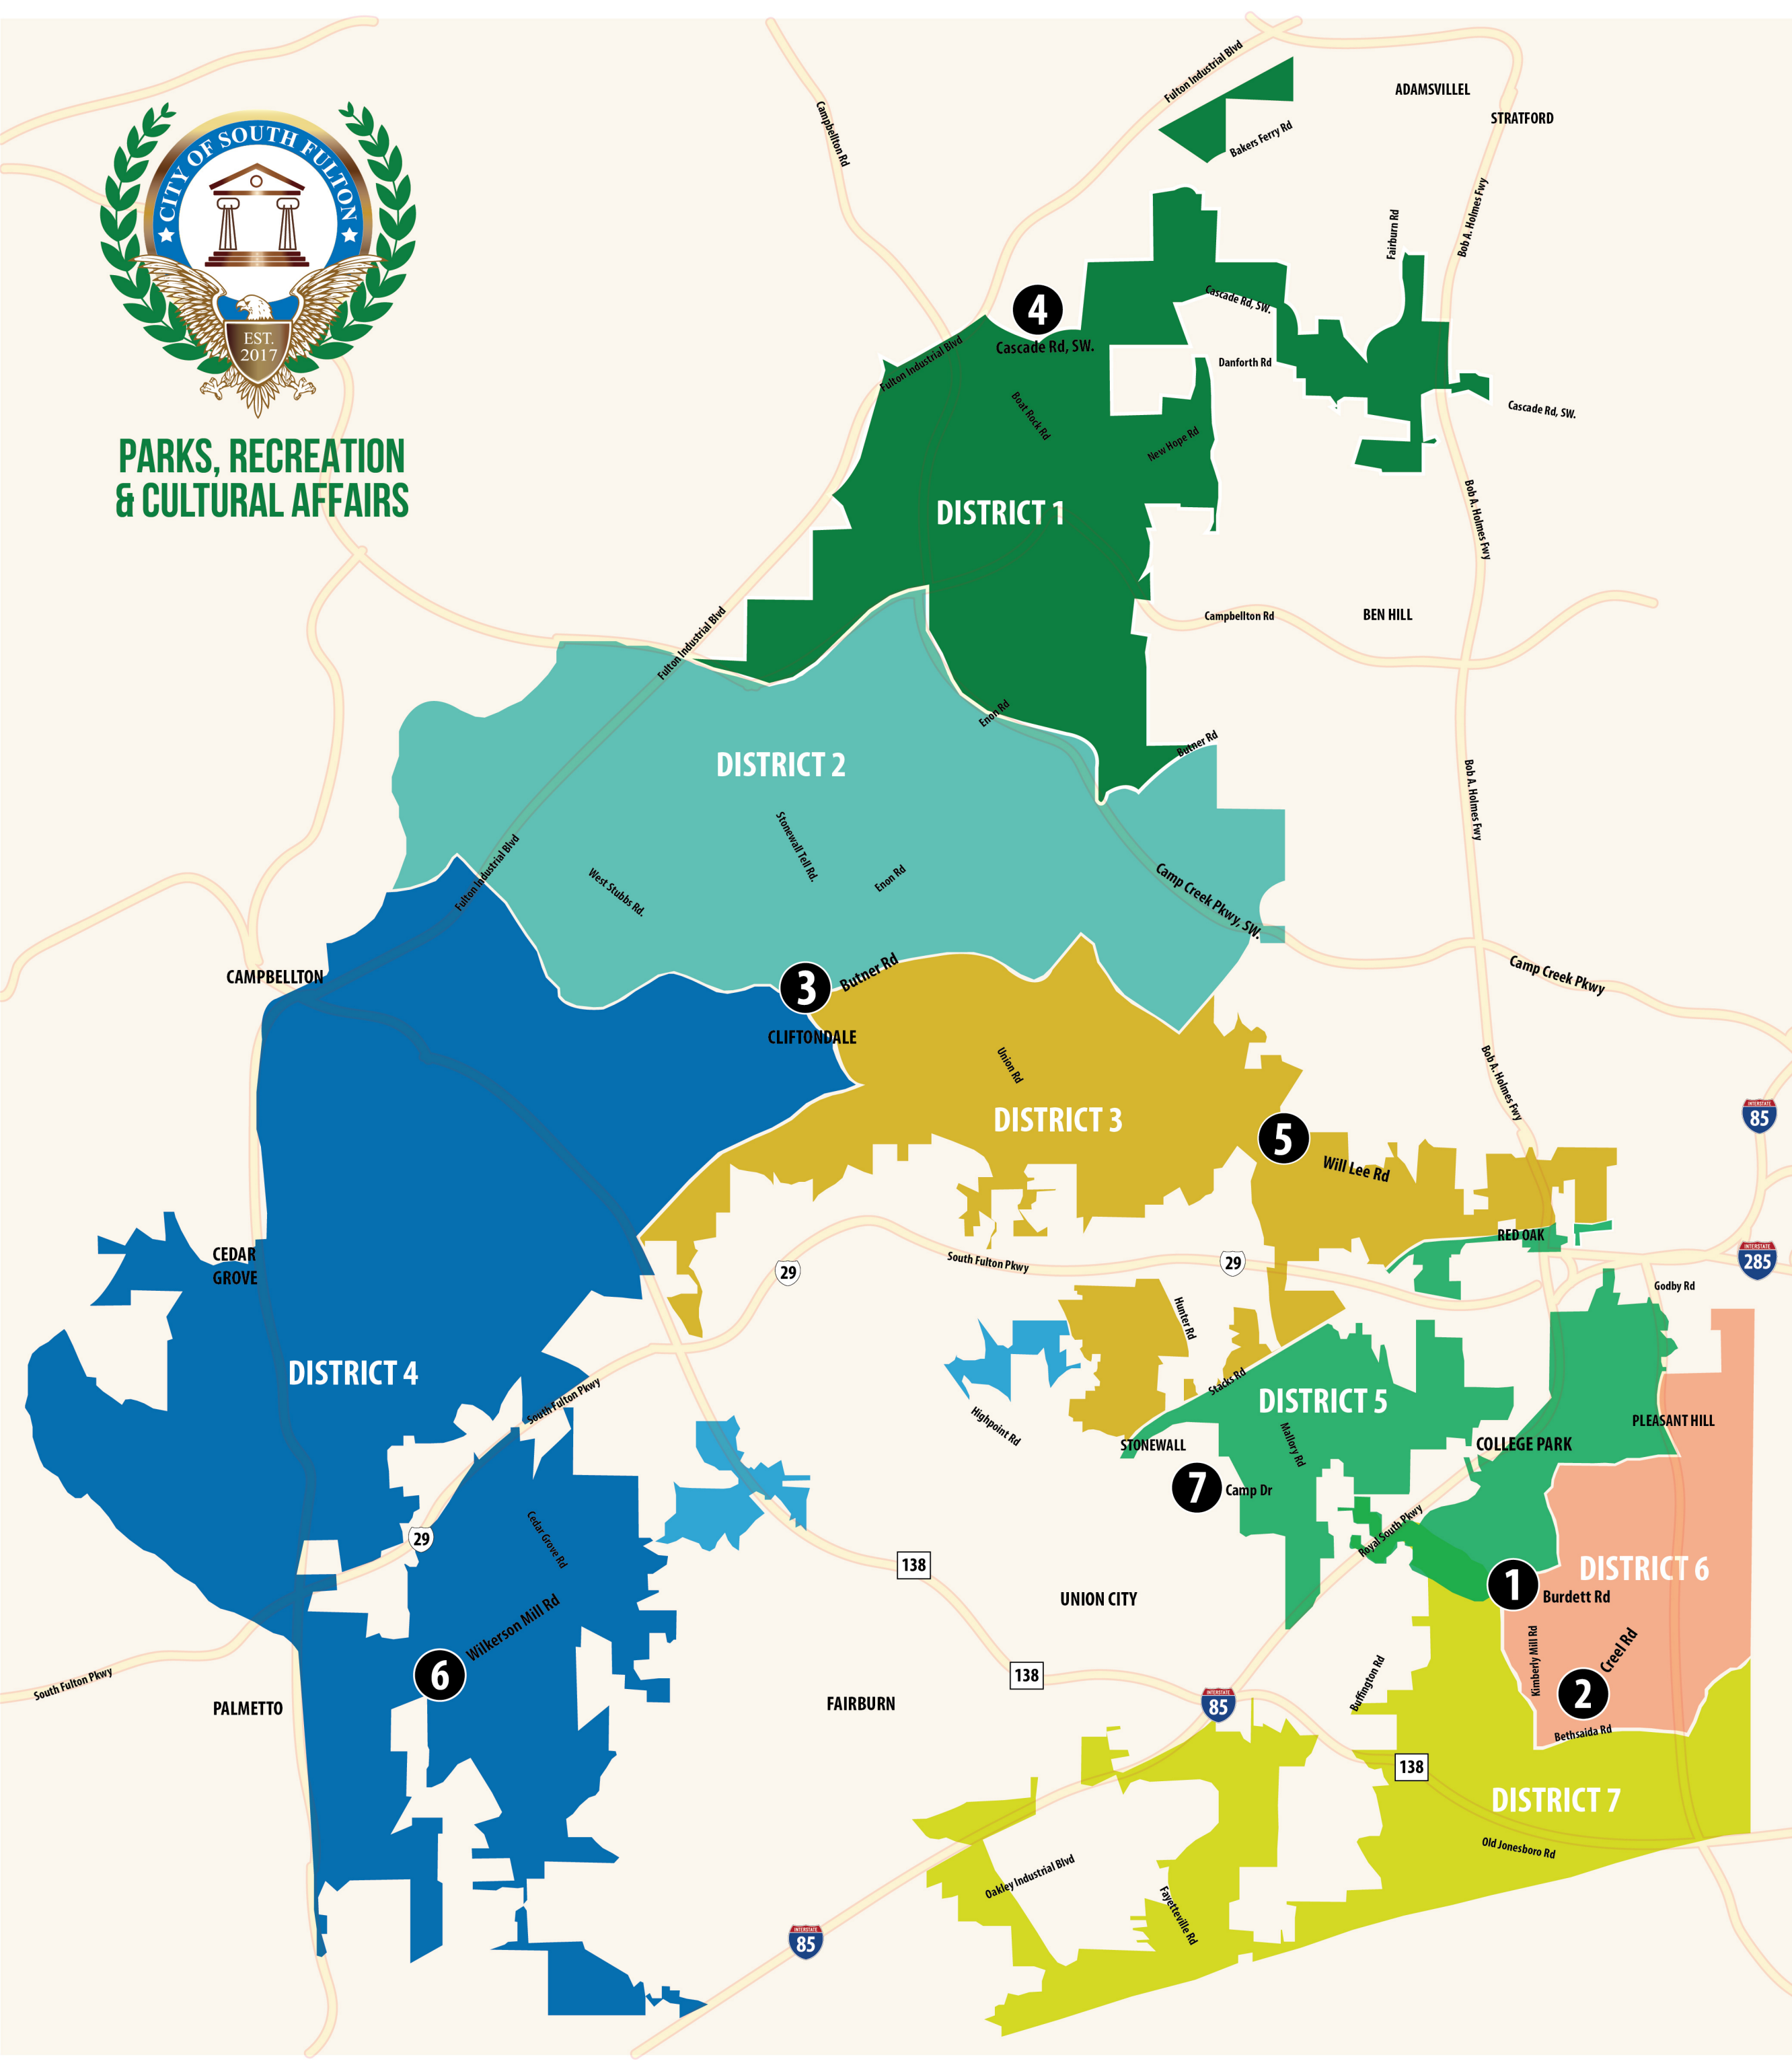 CITY OF SOUTH FULTON
EST.
2017
PARKS, RECREATION
& CULTURAL AFFAIRS
Campbellton Rd
Fulton Industrial Blvd
Bakers Ferry Rd
ADAMSVILLEL
STRATFORD
Fairburn Rd
Bob A. Holmes Fwy
4
Cascade Rd, SW.
Cascade Rd, SW.
Fulton Industrial Blvd
Danforth Rd
Boat Rock Rd
New Hope Rd
Cascade Rd, SW.
DISTRICT 1
Bob A. Holmes Fwy
Campbellton Rd
BEN HILL
Fulton Industrial Blvd
Enon Rd
Butner Rd
DISTRICT 2
Bob A. Holmes Fwy
Stonewall Tell Rd.
Fulton Industrial Blvd
West Stubbs Rd.
Enon Rd
Camp Creek Pkwy, SW.
Camp Creek Pkwy
CAMPBELLTON
3
Butner Rd
CLIFTONDALE
Union Rd
Bob A. Holmes Fwy
DISTRICT 3
INTERSTATE
85
5
Will Lee Rd
CEDAR
GROVE
RED OAK
South Fulton Pkwy
29
29
INTERSTATE
285
Godby Rd
Hunter Rd
DISTRICT 4
South Fulton Pkwy
Stacks Rd
DISTRICT 5
Highpoint Rd
STONEWALL
Mallory Rd
COLLEGE PARK
PLEASANT HILL
7
Camp Dr
29
Cedar Grove Rd
138
Royal South Pkwy
DISTRICT 6
1
Burdett Rd
UNION CITY
Wilkerson Mill Rd
6
Kimberly Mill Rd
Creel Rd
2
South Fulton Pkwy
PALMETTO
FAIRBURN
138
INTERSTATE
85
Buffington Rd
Bethsaida Rd
138
DISTRICT 7
Old Jonesboro Rd
Oakley Industrial Blvd
Fayetteville Rd
INTERSTATE
85